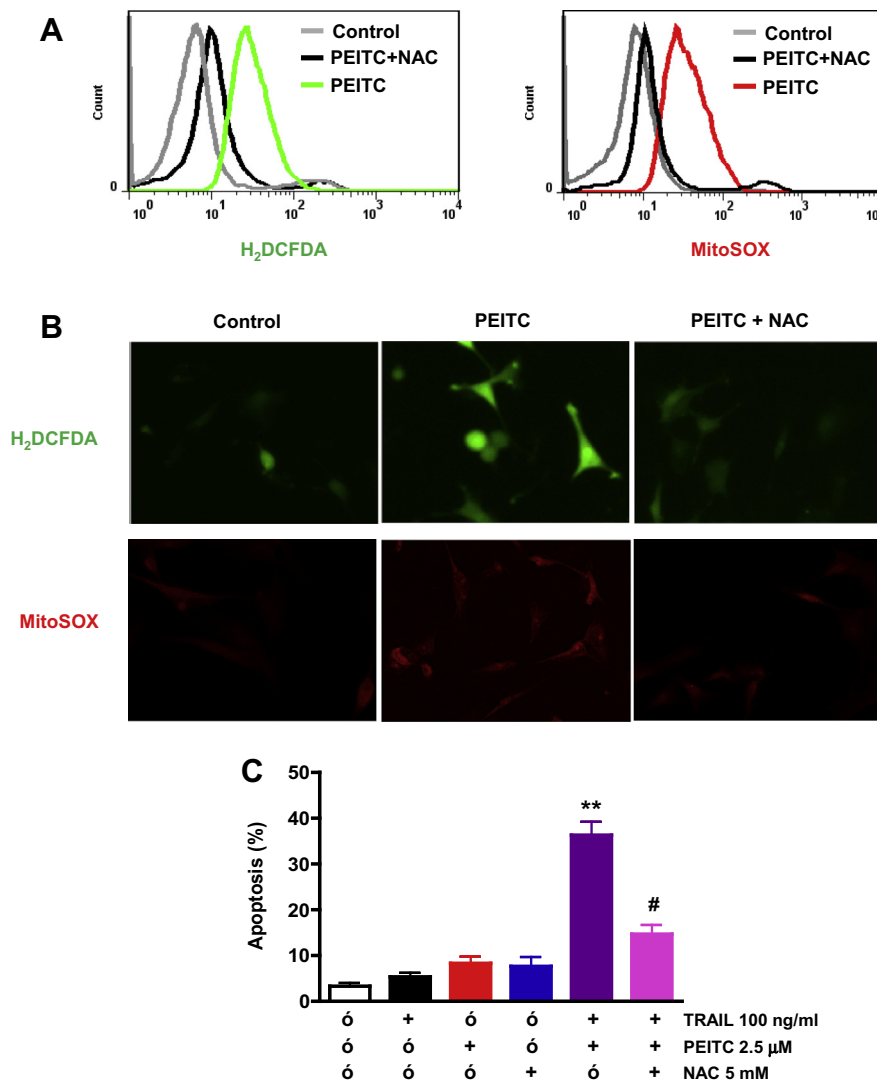 A
Control
PEITC+NAC
PEITC
Count
0
10^0 10^1 10^2 10^3 10^4
H₂DCFDA
Control
PEITC+NAC
PEITC
Count
0
10^0 10^1 10^2 10^3 10^4
MitoSOX
B
Control PEITC PEITC + NAC
H₂DCFDA
MitoSOX
C
Apoptosis (%)
50
40
30
20
10
0
**
#
ó + ó ó + + TRAIL 100 ng/ml
ó ó + ó + + PEITC 2.5 µM
ó ó ó + ó + NAC 5 mM